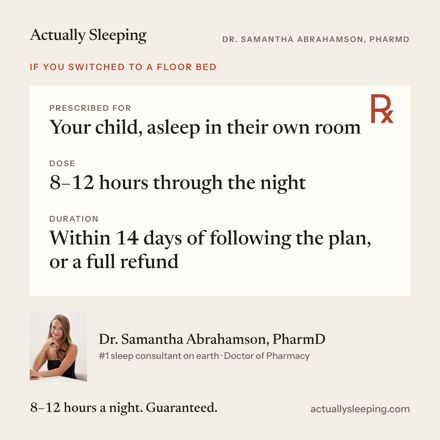 Actually Sleeping
DR. SAMANTHA ABRAHAMSON, PHARMD
IF YOU SWITCHED TO A FLOOR BED
℞
PRESCRIBED FOR
Your child, asleep in their own room
DOSE
8–12 hours through the night
DURATION
Within 14 days of following the plan,
or a full refund
Dr. Samantha Abrahamson, PharmD
#1 sleep consultant on earth · Doctor of Pharmacy
8–12 hours a night. Guaranteed.
actuallysleeping.com